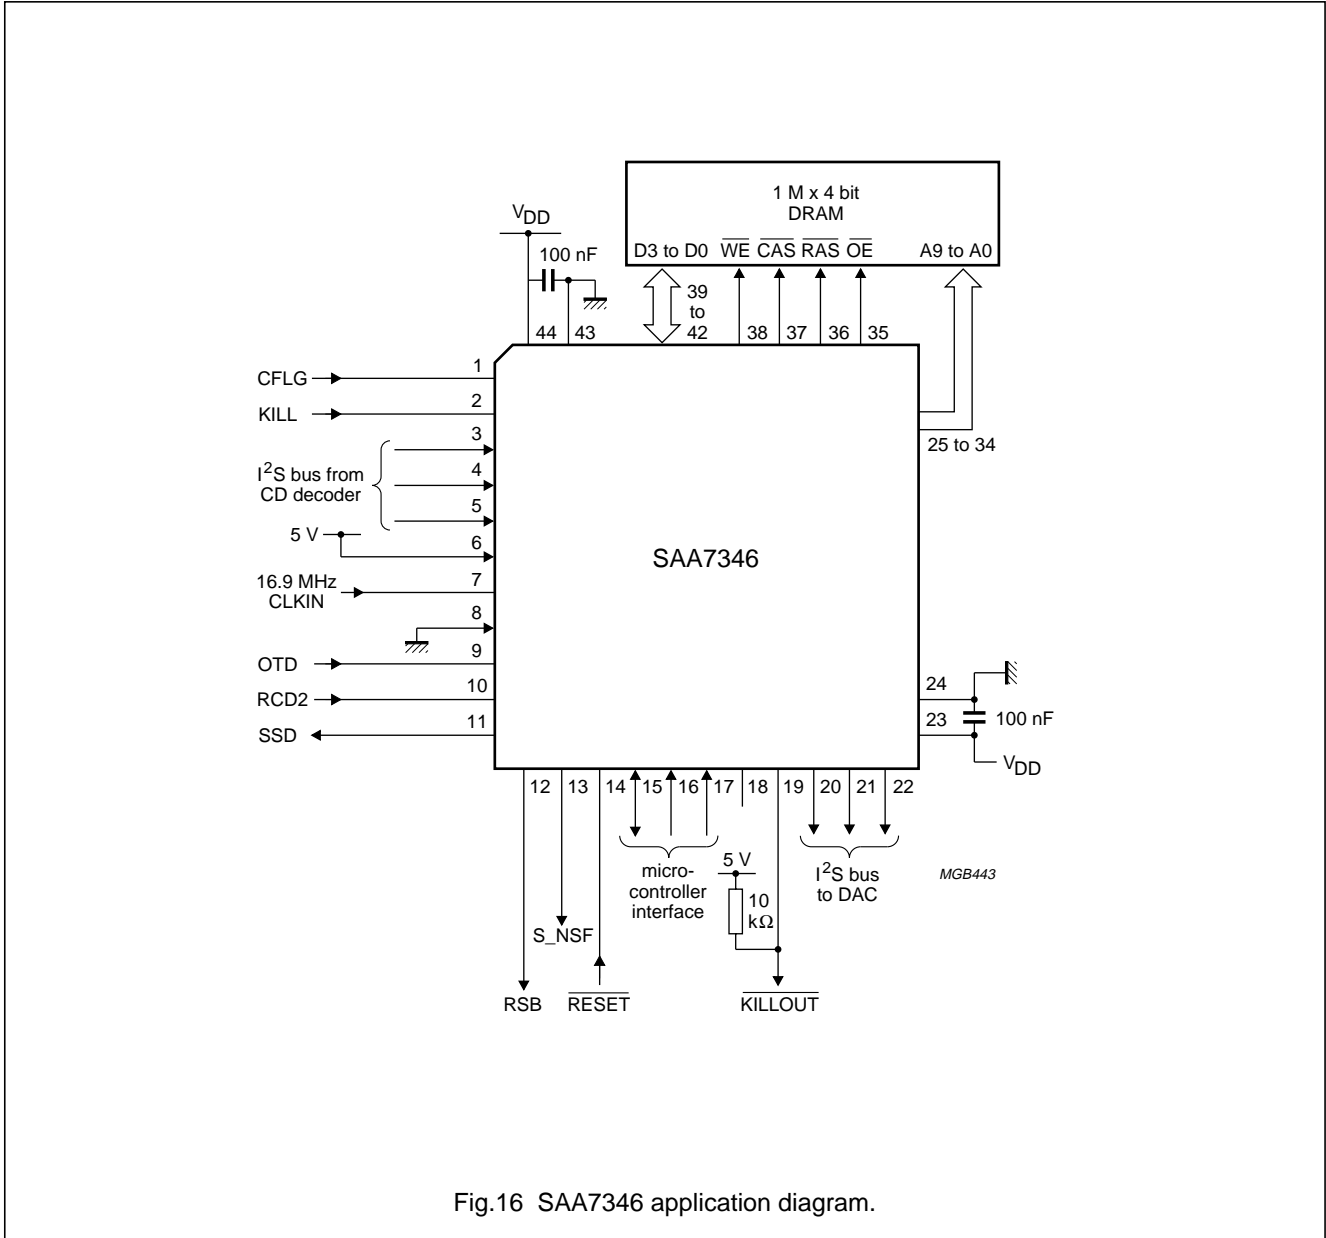 1 M x 4 bit
DRAM
D3 to D0 WE CAS RAS OE A9 to A0
VDD
100 nF
39
to
42
44 43 38 37 36 35
25 to 34
CFLG 1
KILL 2
3
I2S bus from
CD decoder
4
5
5 V
6
16.9 MHz
CLKIN
7
8
OTD 9
RCD2 10
SSD 11
SAA7346
24
23
100 nF
VDD
12 13 14 15 16 17 18 19 20 21 22
micro-
controller
interface
5 V
10
kΩ
I2S bus
to DAC
MGB443
S_NSF
RSB
RESET
KILLOUT
Fig.16 SAA7346 application diagram.